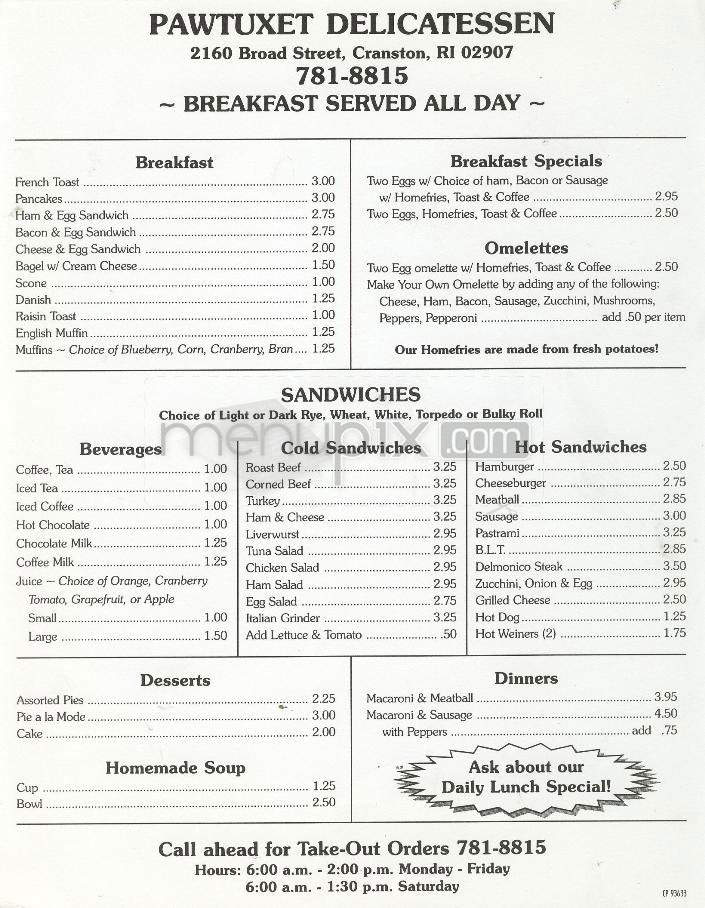 PAWTUXET DELICATESSEN
2160 Broad Street, Cranston, RI 02907
781-8815
~ BREAKFAST SERVED ALL DAY ~
Breakfast
French Toast ... 3.00
Pancakes ... 3.00
Ham & Egg Sandwich ... 2.75
Bacon & Egg Sandwich ... 2.75
Cheese & Egg Sandwich ... 2.00
Bagel w/ Cream Cheese ... 1.50
Scone ... 1.00
Danish ... 1.25
Raisin Toast ... 1.00
English Muffin ... 1.25
Muffins ~ Choice of Blueberry, Corn, Cranberry, Bran .... 1.25
Breakfast Specials
Two Eggs w/ Choice of ham, Bacon or Sausage
w/ Homefries, Toast & Coffee ... 2.95
Two Eggs, Homefries, Toast & Coffee ... 2.50
Omelettes
Two Egg omelette w/ Homefries, Toast & Coffee ... 2.50
Make Your Own Omelette by adding any of the following:
Cheese, Ham, Bacon, Sausage, Zucchini, Mushrooms,
Peppers, Pepperoni ... add .50 per item
Our Homefries are made from fresh potatoes!
SANDWICHES
Choice of Light or Dark Rye, Wheat, White, Torpedo or Bulky Roll
menupix.com
Beverages
Coffee, Tea ... 1.00
Iced Tea ... 1.00
Iced Coffee ... 1.00
Hot Chocolate ... 1.00
Chocolate Milk ... 1.25
Coffee Milk ... 1.25
Juice ~ Choice of Orange, Cranberry
Tomato, Grapefruit, or Apple
Small ... 1.00
Large ... 1.50
Cold Sandwiches
Roast Beef ... 3.25
Corned Beef ... 3.25
Turkey ... 3.25
Ham & Cheese ... 3.25
Liverwurst ... 2.95
Tuna Salad ... 2.95
Chicken Salad ... 2.95
Ham Salad ... 2.95
Egg Salad ... 2.75
Italian Grinder ... 3.25
Add Lettuce & Tomato ... .50
Hot Sandwiches
Hamburger ... 2.50
Cheeseburger ... 2.75
Meatball ... 2.85
Sausage ... 3.00
Pastrami ... 3.25
B.L.T. ... 2.85
Delmonico Steak ... 3.50
Zucchini, Onion & Egg ... 2.95
Grilled Cheese ... 2.50
Hot Dog ... 1.25
Hot Weiners (2) ... 1.75
Desserts
Assorted Pies ... 2.25
Pie a la Mode ... 3.00
Cake ... 2.00
Homemade Soup
Cup ... 1.25
Bowl ... 2.50
Dinners
Macaroni & Meatball ... 3.95
Macaroni & Sausage ... 4.50
with Peppers ... add .75
Ask about our
Daily Lunch Special!
Call ahead for Take-Out Orders 781-8815
Hours: 6:00 a.m. - 2:00 p.m. Monday - Friday
6:00 a.m. - 1:30 p.m. Saturday
CP 93633